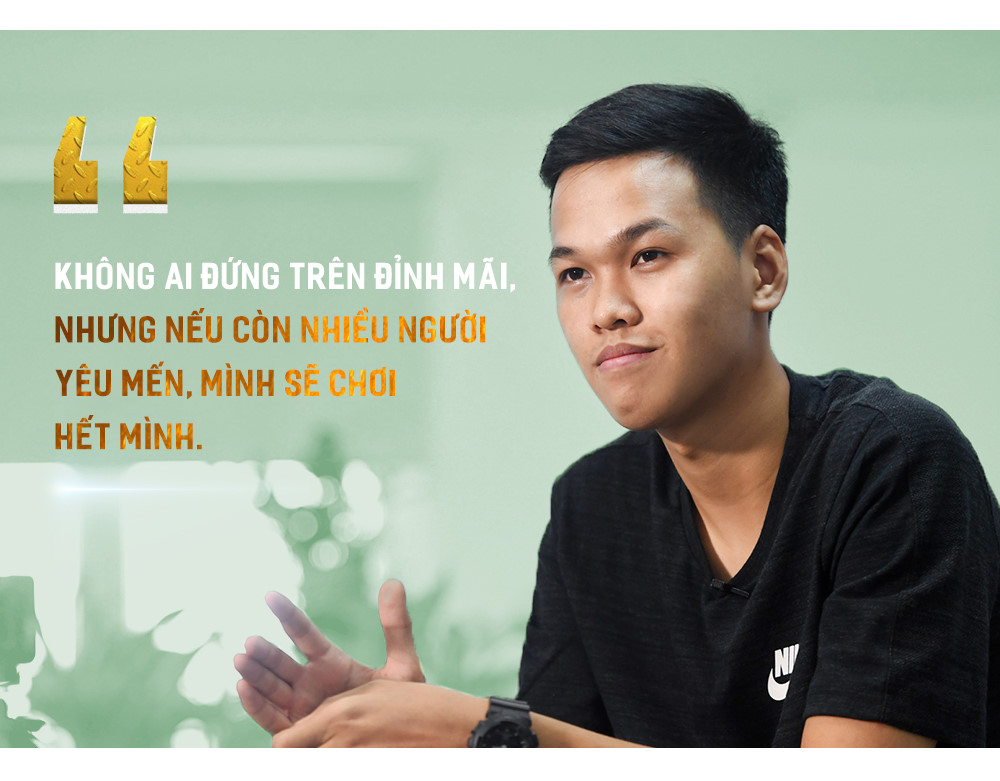 KHÔNG AI ĐỨNG TRÊN ĐỈNH MÃI,
NHƯNG NẾU CÒN NHIỀU NGƯỜI
YÊU MẾN, MÌNH SẼ CHƠI
HẾT MÌNH.